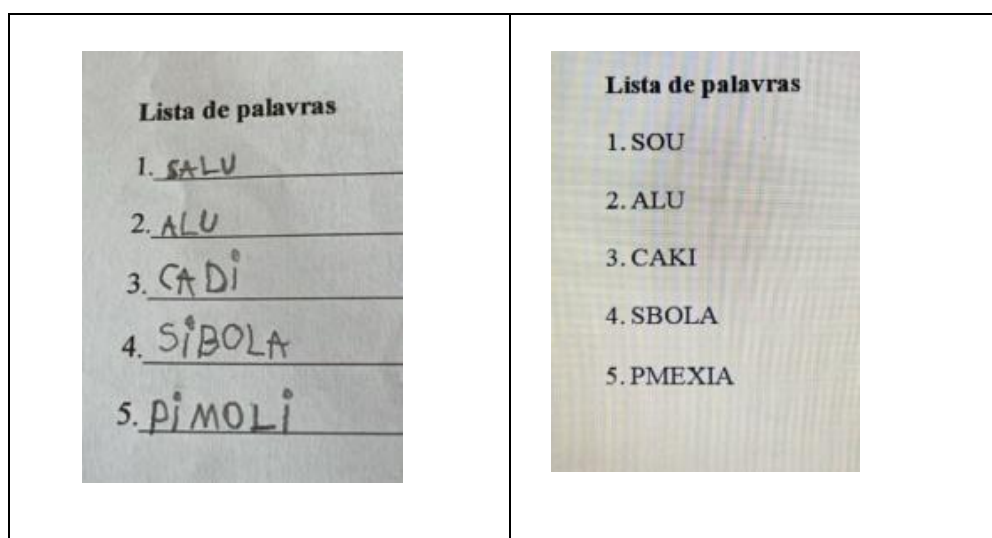 Lista de palavras
1. SALU
2. ALU
3. CADi
4. SiBOLA
5. PiMOLi
Lista de palavras
1. SOU
2. ALU
3. CAKI
4. SBOLA
5. PMEXIA